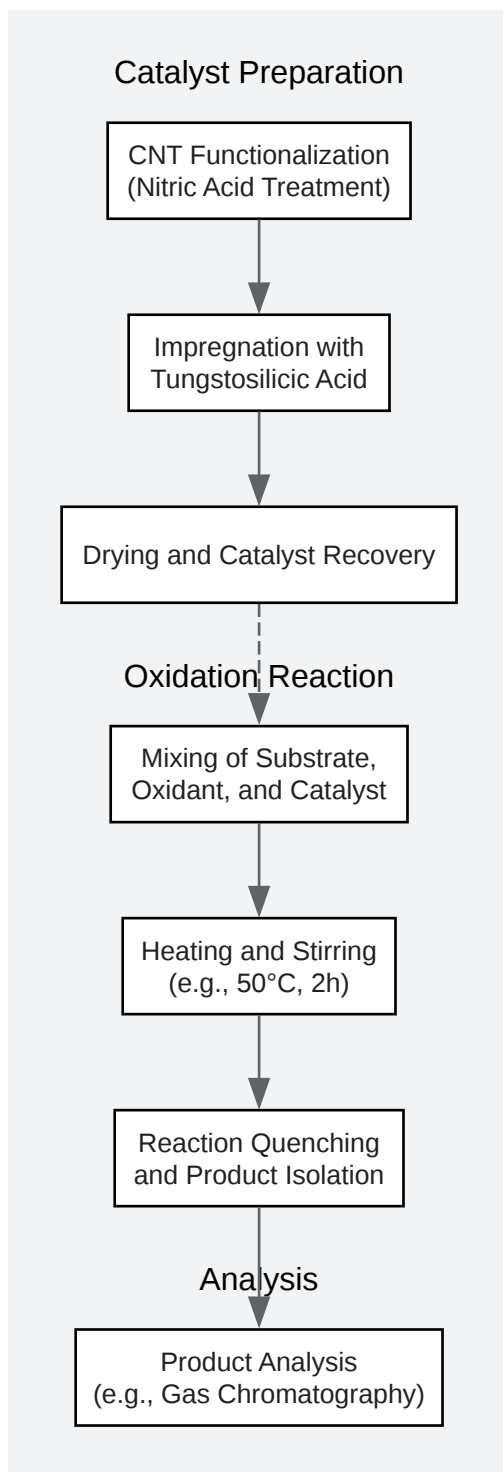 Catalyst Preparation
CNT Functionalization
(Nitric Acid Treatment)
Impregnation with
Tungstosilicic Acid
Drying and Catalyst Recovery
Oxidation Reaction
Mixing of Substrate,
Oxidant, and Catalyst
Heating and Stirring
(e.g., 50°C, 2h)
Reaction Quenching
and Product Isolation
Analysis
Product Analysis
(e.g., Gas Chromatography)